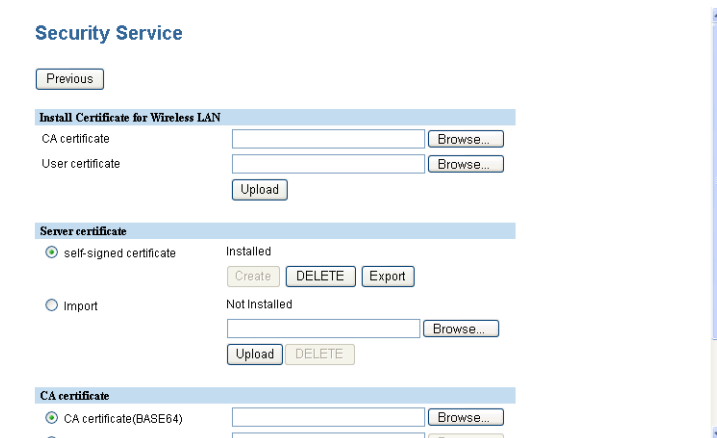 Security Service
Previous
Install Certificate for Wireless LAN
CA certificate Browse...
User certificate Browse...
Upload
Server certificate
self-signed certificate Installed
Create DELETE Export
Import Not Installed
Browse...
Upload DELETE
CA certificate
CA certificate(BASE64) Browse...